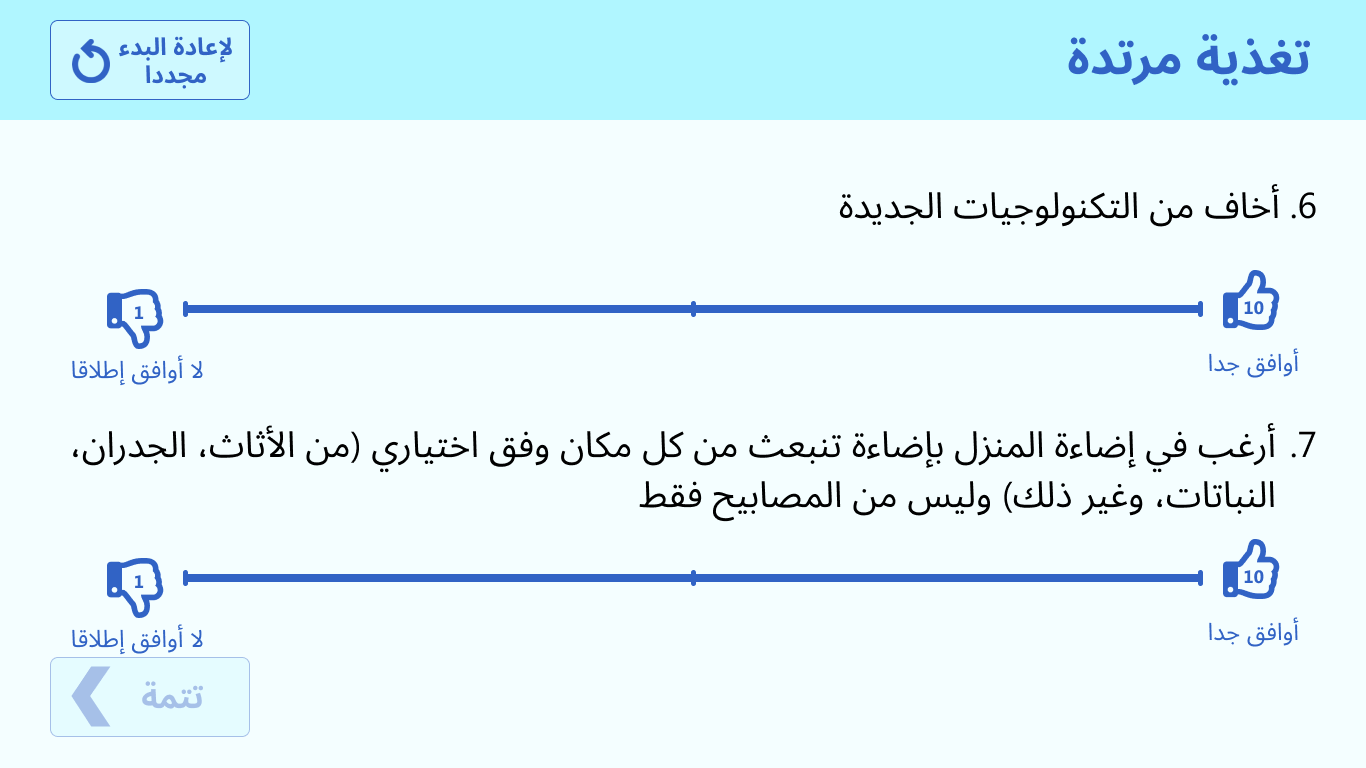 تغذية مرتدة
لإعادة البدء
مجددا
6. أخاف من التكنولوجيات الجديدة
10
1
أوافق جدا
لا أوافق إطلاقا
7. أرغب في إضاءة المنزل بإضاءة تنبعث من كل مكان وفق اختياري (من الأثاث، الجدران،
النباتات، وغير ذلك) وليس من المصابيح فقط
10
1
أوافق جدا
لا أوافق إطلاقا
تتمة